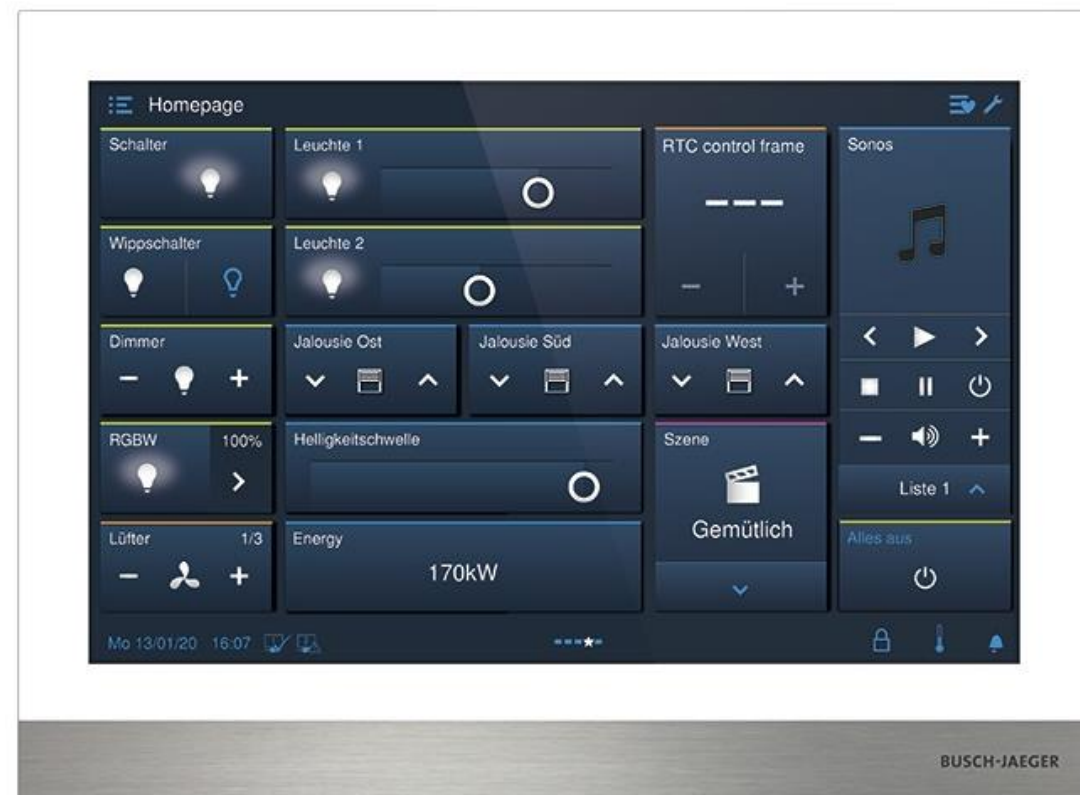 Homepage
Schalter
Leuchte 1
RTC control frame
Sonos
Wippschalter
Leuchte 2
Dimmer
Jalousie Ost
Jalousie Süd
Jalousie West
RGBW 100%
Helligkeitschwelle
Szene
Gemütlich
Liste 1
Lüfter 1/3
Energy
170kW
Alles aus
Mo 13/01/20 16:07
BUSCH-JAEGER